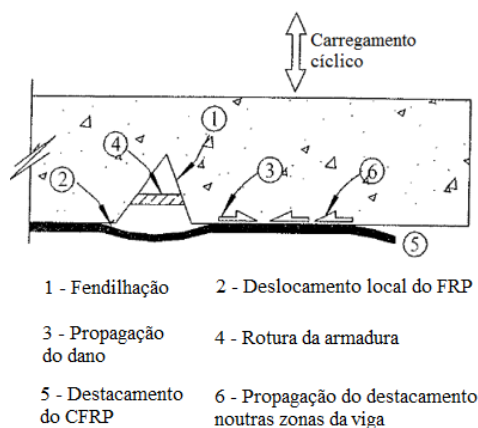 Carregamento
cíclico
1
4
2
3
6
5
1 - Fendilhação
2 - Deslocamento local do FRP
3 - Propagação
do dano
4 - Rotura da armadura
5 - Destacamento
do CFRP
6 - Propagação do destacamento
noutras zonas da viga